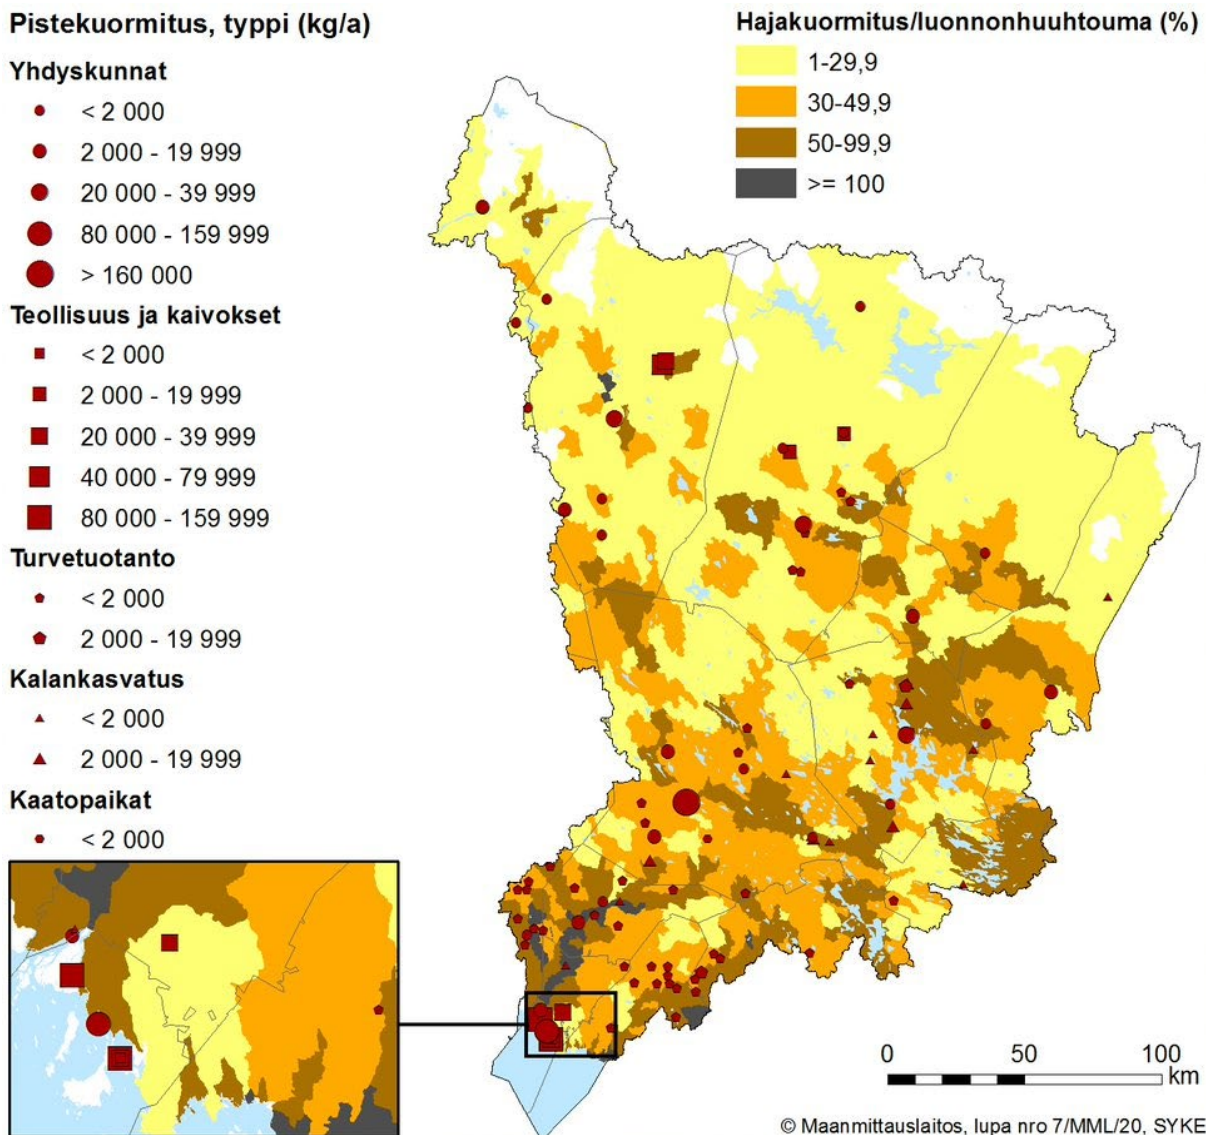 Pistekuormitus, typpi (kg/a)
Yhdyskunnat
< 2 000
2 000 - 19 999
20 000 - 39 999
80 000 - 159 999
> 160 000
Teollisuus ja kaivokset
< 2 000
2 000 - 19 999
20 000 - 39 999
40 000 - 79 999
80 000 - 159 999
Turvetuotanto
< 2 000
2 000 - 19 999
Kalankasvatus
< 2 000
2 000 - 19 999
Kaatopaikat
< 2 000
Hajakuormitus/luonnonhuuhtouma (%)
1-29,9
30-49,9
50-99,9
>= 100
0 50 100
km
© Maanmittauslaitos, lupa nro 7/MML/20, SYKE